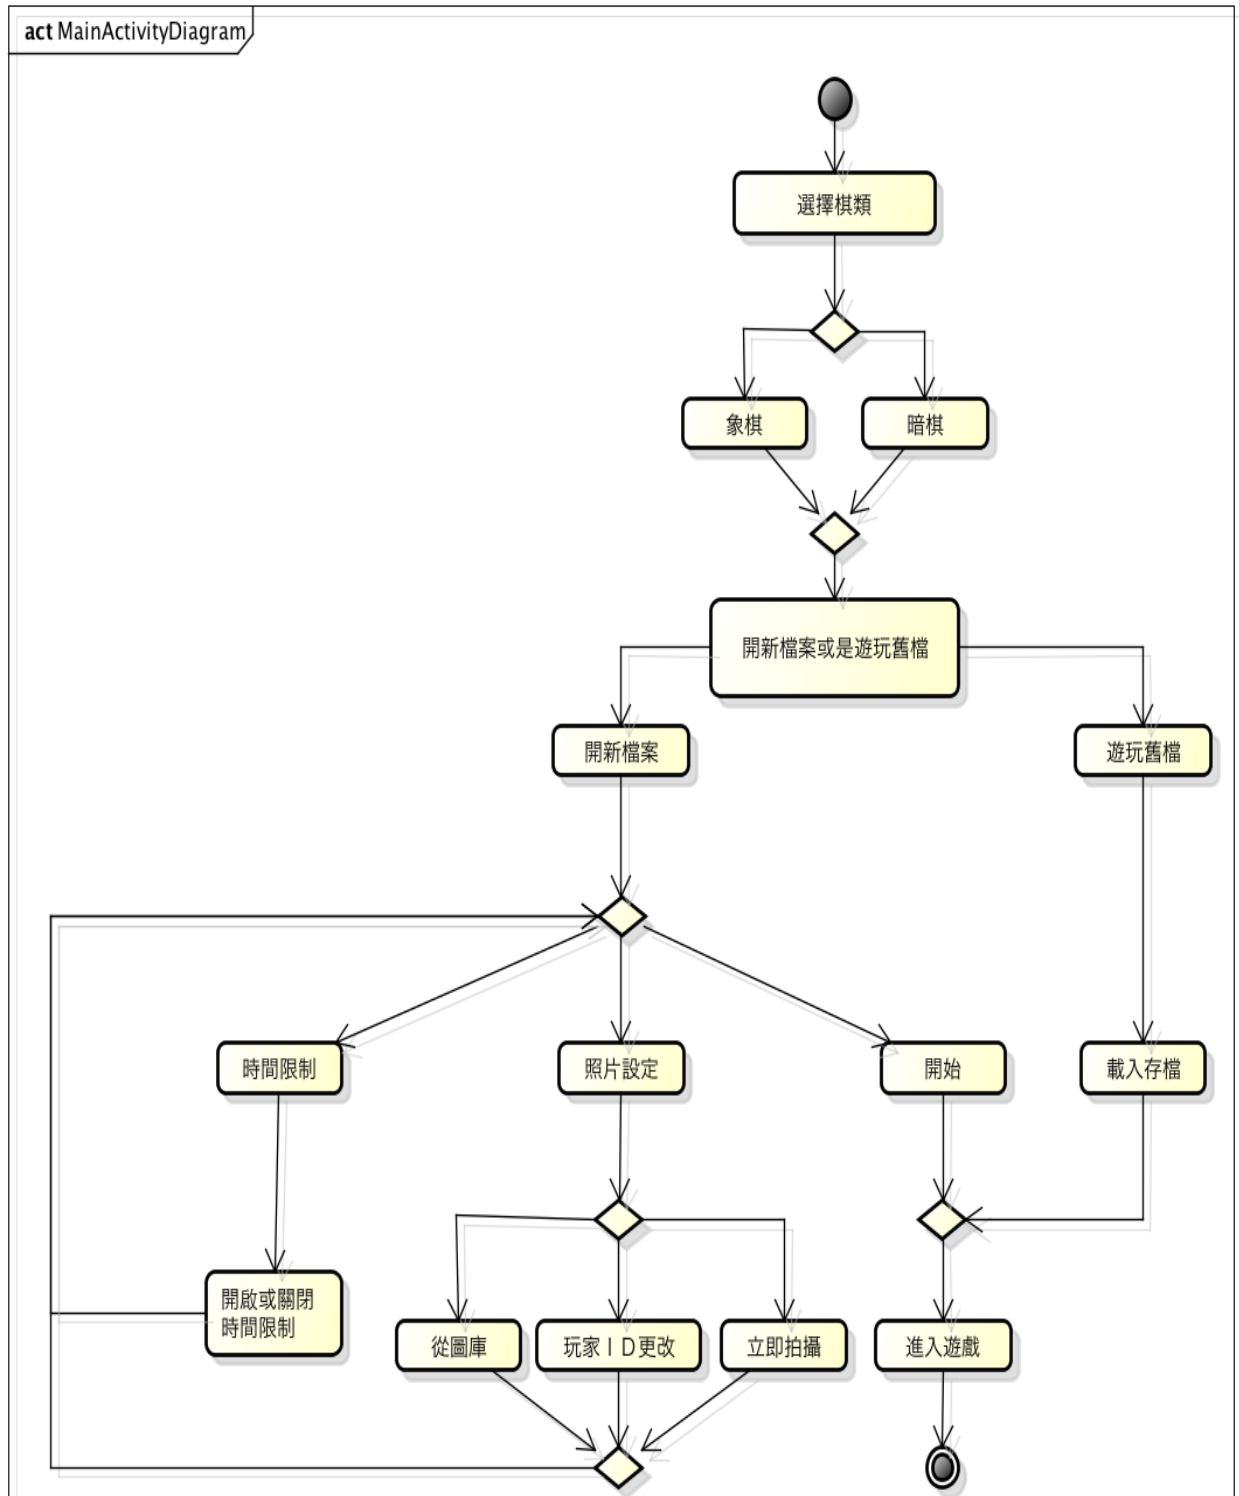 act MainActivityDiagram
選擇棋類
象棋
暗棋
開新檔案或是遊玩舊檔
開新檔案
遊玩舊檔
時間限制
照片設定
開始
載入存檔
開啟或關閉
時間限制
從圖庫
玩家ＩＤ更改
立即拍攝
進入遊戲